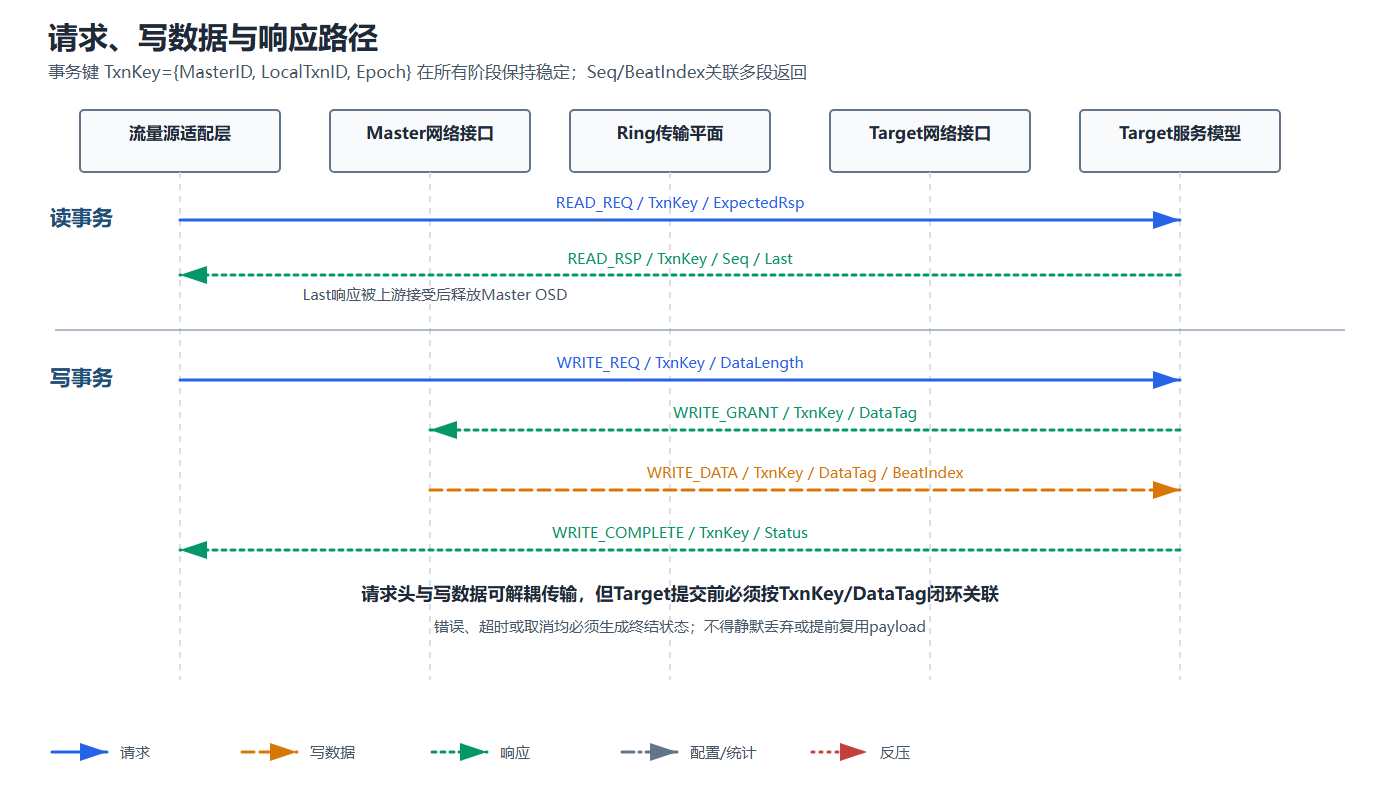 请求、写数据与响应路径
事务键 TxnKey={MasterID, LocalTxnID, Epoch} 在所有阶段保持稳定；Seq/BeatIndex关联多段返回
流量源适配层
Master网络接口
Ring传输平面
Target网络接口
Target服务模型
读事务
READ_REQ / TxnKey / ExpectedRsp
READ_RSP / TxnKey / Seq / Last
Last响应被上游接受后释放Master OSD
写事务
WRITE_REQ / TxnKey / DataLength
WRITE_GRANT / TxnKey / DataTag
WRITE_DATA / TxnKey / DataTag / BeatIndex
WRITE_COMPLETE / TxnKey / Status
请求头与写数据可解耦传输，但Target提交前必须按TxnKey/DataTag闭环关联
错误、超时或取消均必须生成终结状态；不得静默丢弃或提前复用payload
请求
写数据
响应
配置/统计
反压